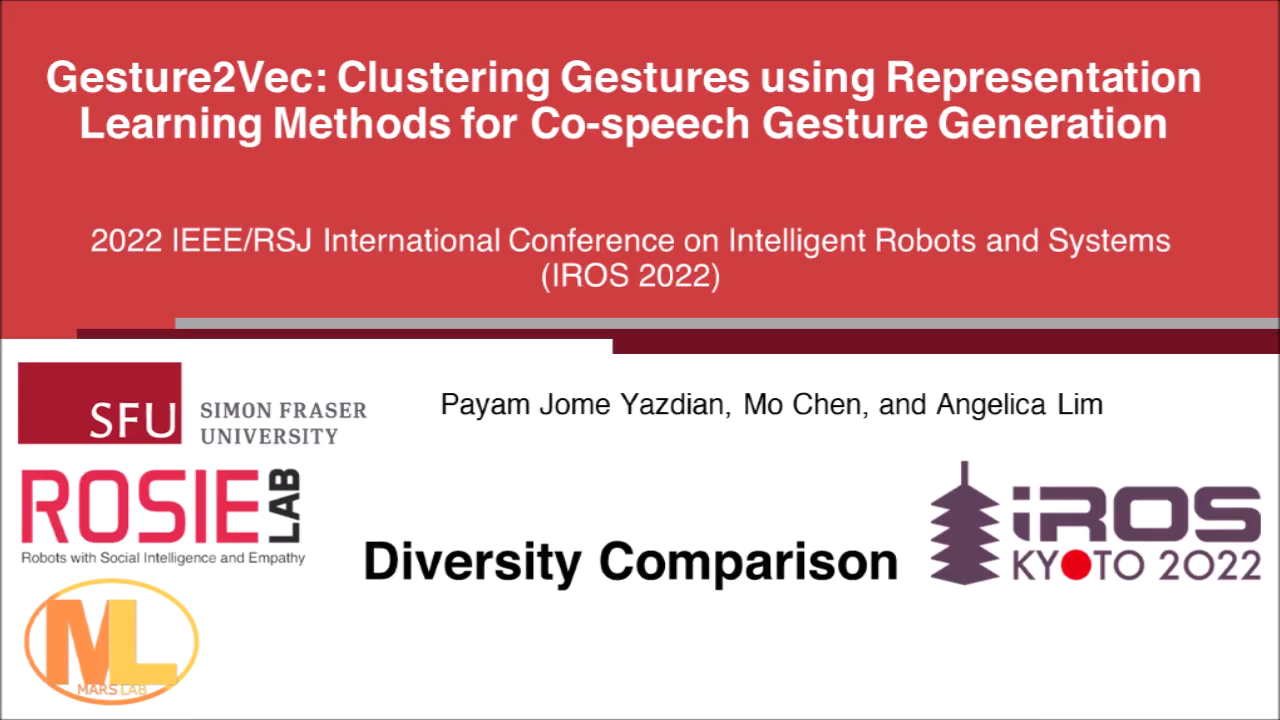 Gesture2Vec: Clustering Gestures using Representation
Learning Methods for Co-speech Gesture Generation
2022 IEEE/RSJ International Conference on Intelligent Robots and Systems
(IROS 2022)
SFU
SIMON FRASER
UNIVERSITY
Payam Jome Yazdian, Mo Chen, and Angelica Lim
ROSIE LAB
Robots with Social Intelligence and Empathy
Diversity Comparison
iROS
KYOTO 2022
ML
MARS LAB